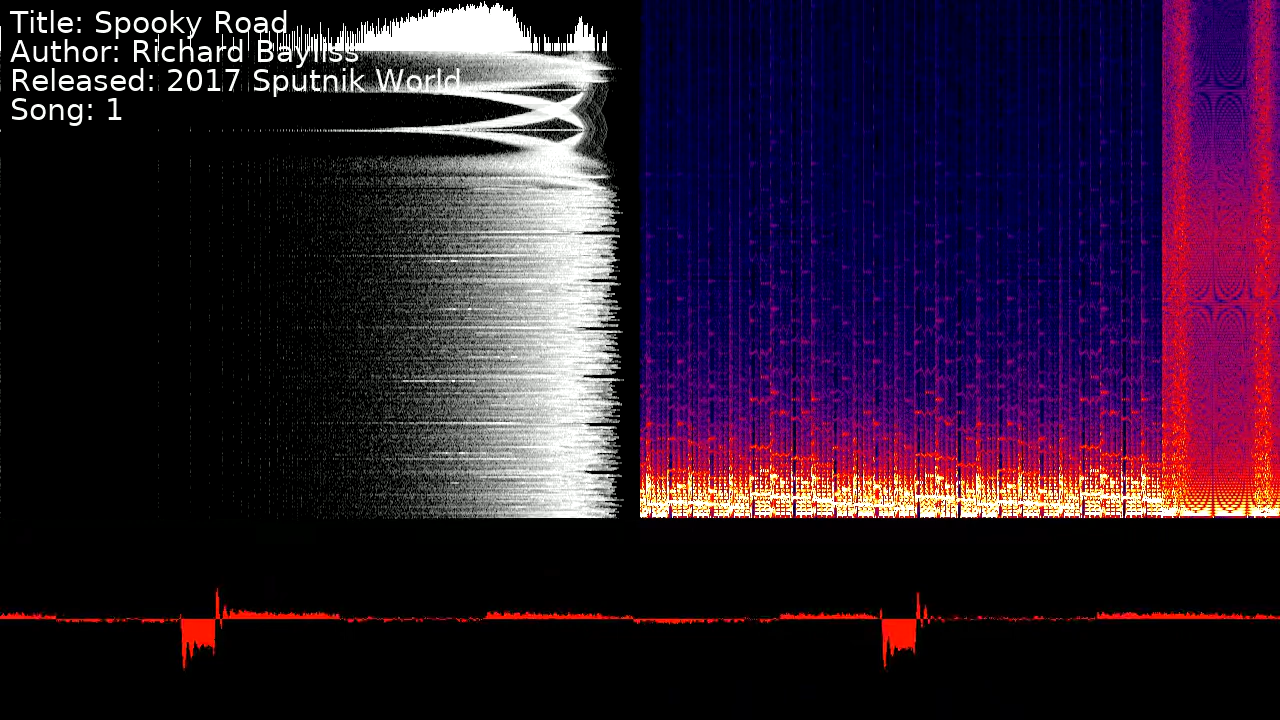 Title: Spooky Road
Author: Richard Bayliss
Released: 2017 Sputnik World
Song: 1